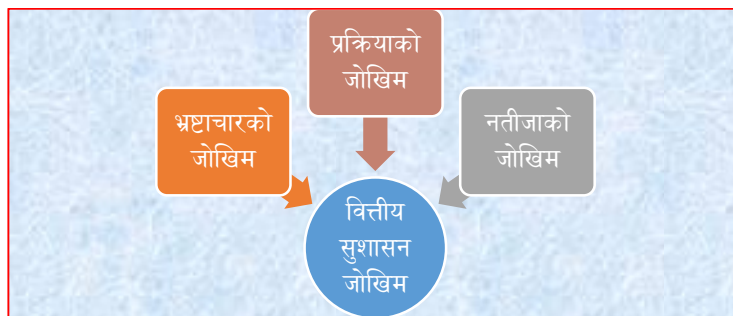 प्रक्रियाको
जोखिम
भ्रष्टाचारको
जोखिम
नतीजाको
जोखिम
वित्तीय
सुशासन
जोखिम